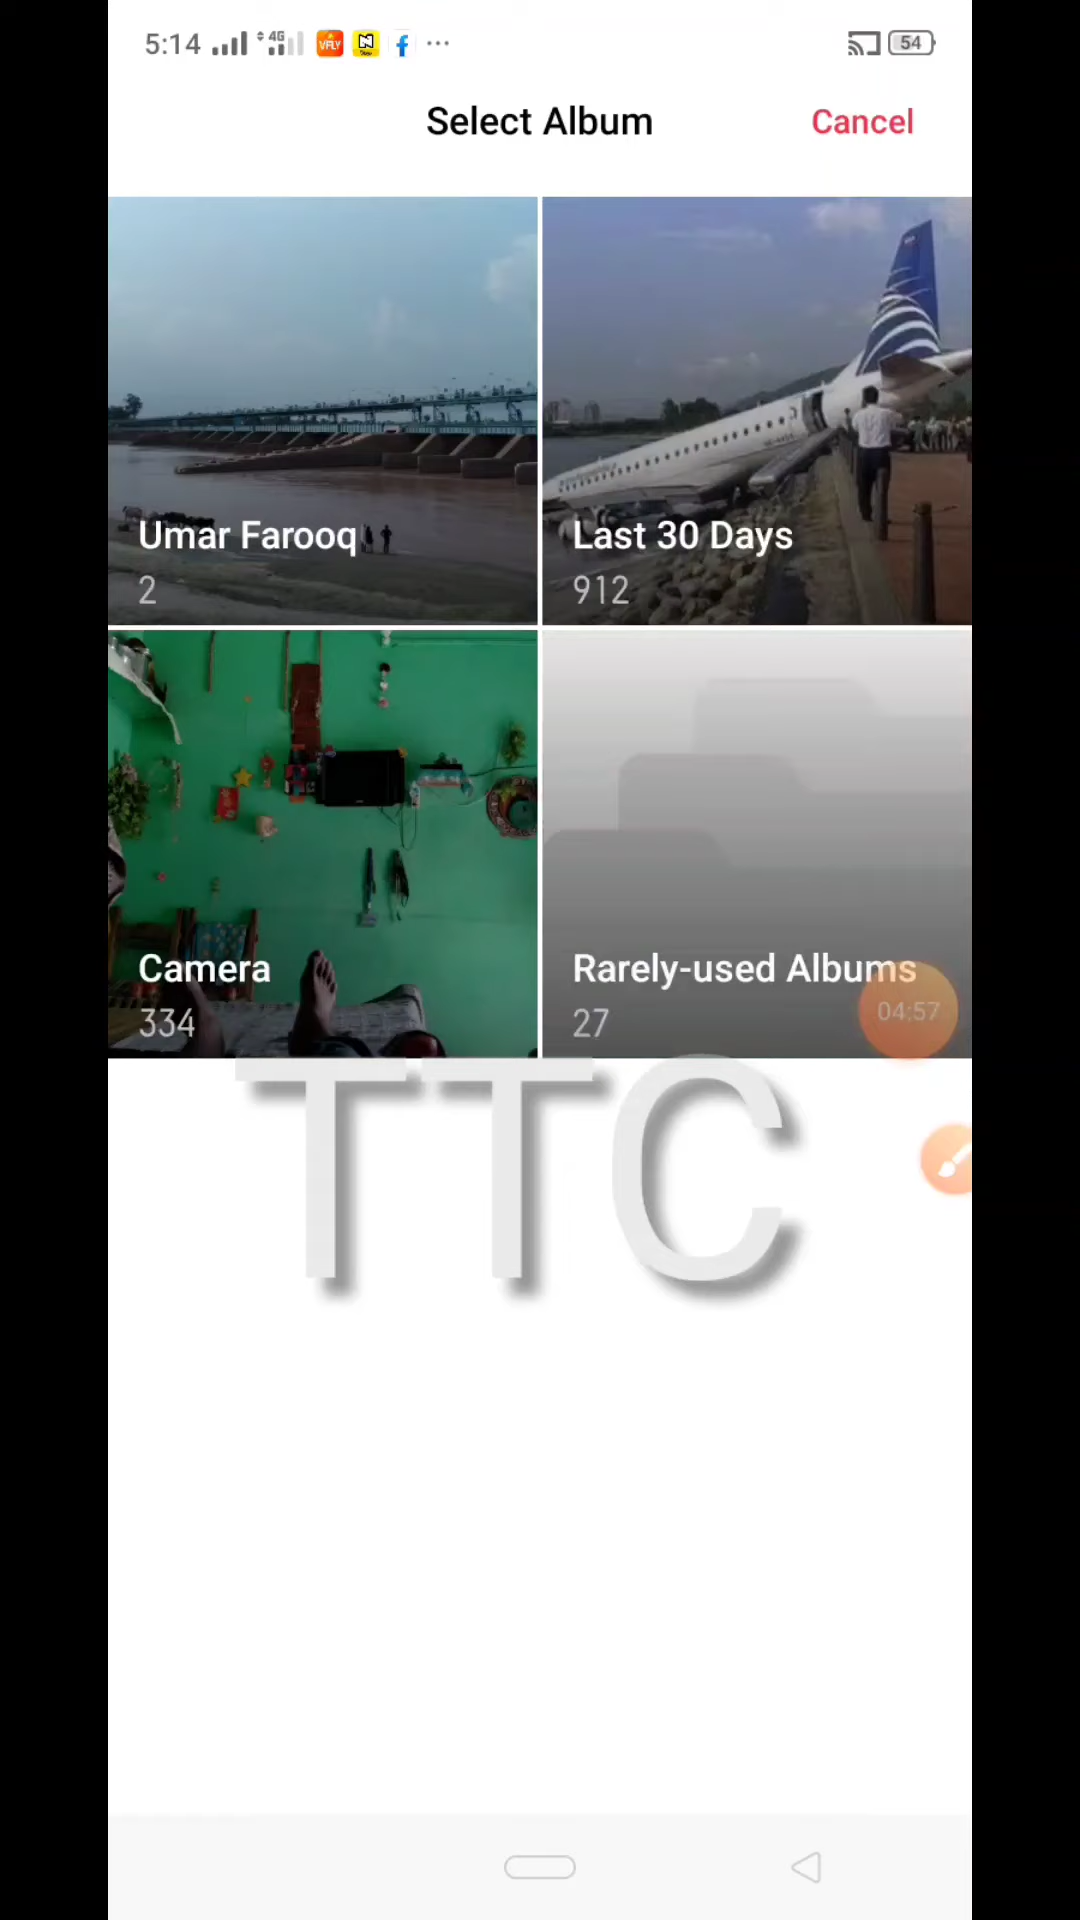 5:14 4G VFLY N 54
Select Album
Cancel
Umar Farooq
2
Last 30 Days
912
Camera
334
Rarely-used Albums
27
04:57
TTC